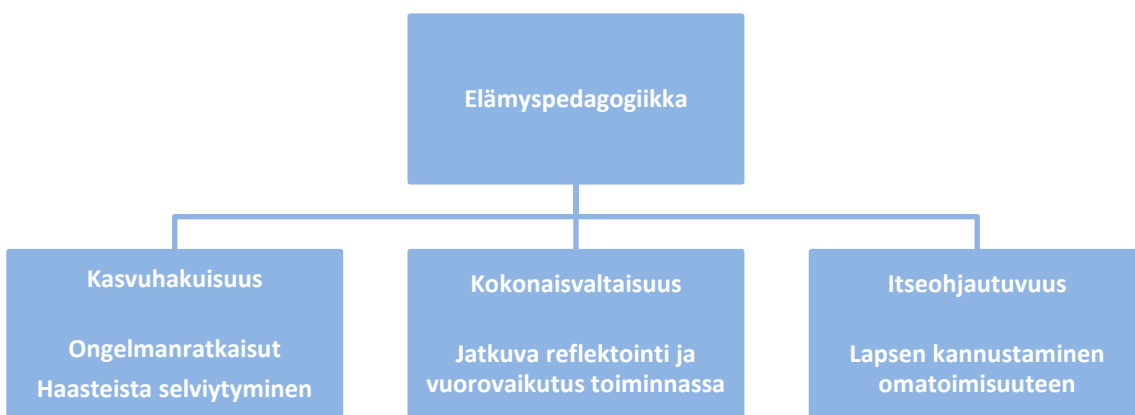 Elämyspedagogiikka
Kasvuhakuisuus
Ongelmanratkaisut
Haasteista selviytyminen
Kokonaisvaltaisuus
Jatkuva reflektointi ja
vuorovaikutus toiminnassa
Itseohjautuvuus
Lapsen kannustaminen
omatoimisuuteen